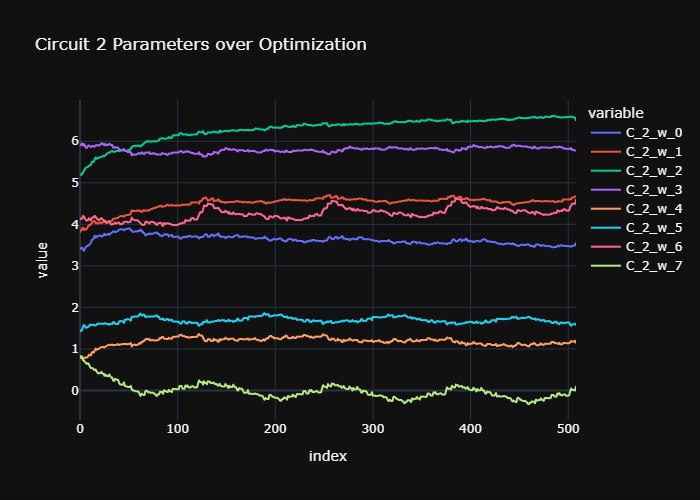 Circuit 2 Parameters over Optimization
variable
C_2_w_0
C_2_w_1
C_2_w_2
C_2_w_3
C_2_w_4
C_2_w_5
C_2_w_6
C_2_w_7
value
6
5
4
3
2
1
0
0 100 200 300 400 500
index